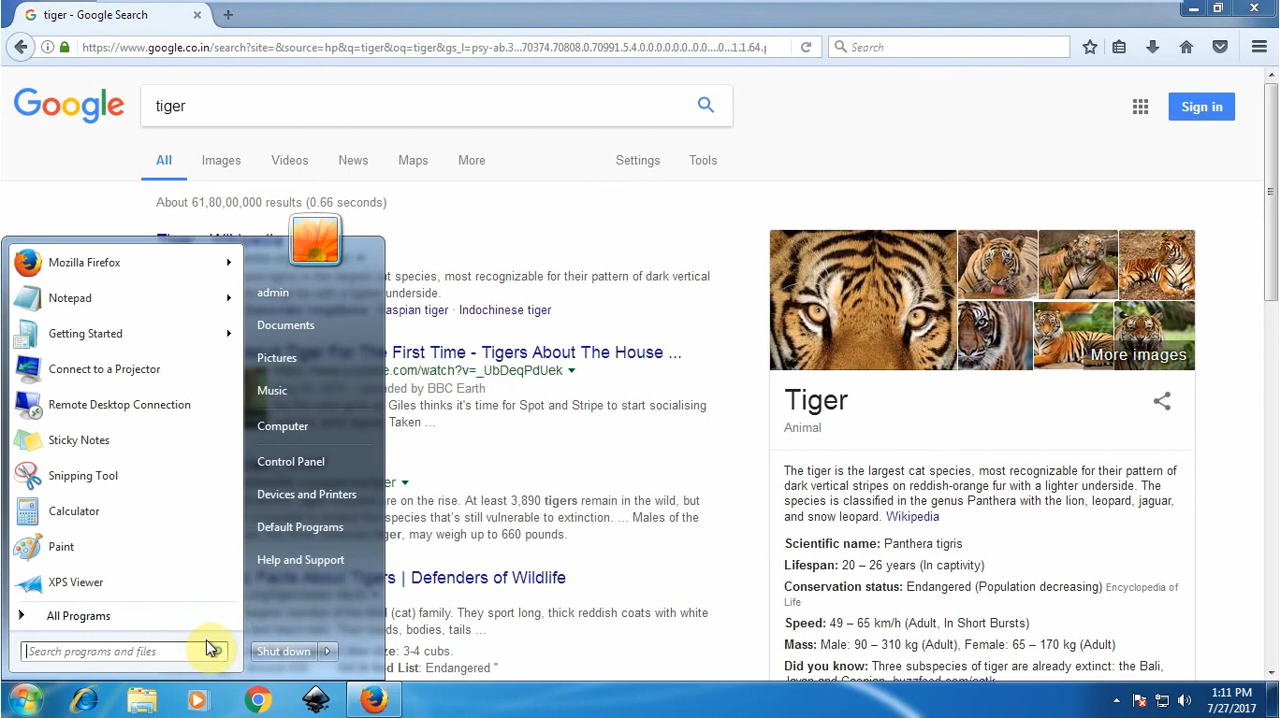 tiger - Google Search
https://www.google.co.in/search?site=&source=hp&q=tiger&oq=tiger&gs_l=psy-ab.3...70374.70808.0.70991.5.4.0.0.0.0.0.0..0....0...1.1.64.p
Search
Google
tiger
Sign in
All Images Videos News Maps More Settings Tools
About 61,80,00,000 results (0.66 seconds)
cat species, most recognizable for their pattern of dark vertical
lighter underside.
aspian tiger · Indochinese tiger
The First Time - Tigers About The House ...
watch?v=_UbDeqPdUek
uploaded by BBC Earth
Giles thinks it's time for Spot and Stripe to start socialising
Taken ...
are on the rise. At least 3,890 tigers remain in the wild, but
species that's still vulnerable to extinction. ... Males of the
may weigh up to 660 pounds.
Facts About Tigers | Defenders of Wildlife
(cat) family. They sport long, thick reddish coats with white
bodies, tails ...
size: 3-4 cubs.
Red List: Endangered "
Mozilla Firefox
Notepad
Getting Started
Connect to a Projector
Remote Desktop Connection
Sticky Notes
Snipping Tool
Calculator
Paint
XPS Viewer
All Programs
Search programs and files
admin
Documents
Pictures
Music
Computer
Control Panel
Devices and Printers
Default Programs
Help and Support
Shut down
More images
Tiger
Animal
The tiger is the largest cat species, most recognizable for their pattern of
dark vertical stripes on reddish-orange fur with a lighter underside. The
species is classified in the genus Panthera with the lion, leopard, jaguar,
and snow leopard. Wikipedia
Scientific name: Panthera tigris
Lifespan: 20 – 26 years (In captivity)
Conservation status: Endangered (Population decreasing) Encyclopedia of
Life
Speed: 49 – 65 km/h (Adult, In Short Bursts)
Mass: Male: 90 – 310 kg (Adult), Female: 65 – 170 kg (Adult)
Did you know: Three subspecies of tiger are already extinct: the Bali,
1:11 PM
7/27/2017